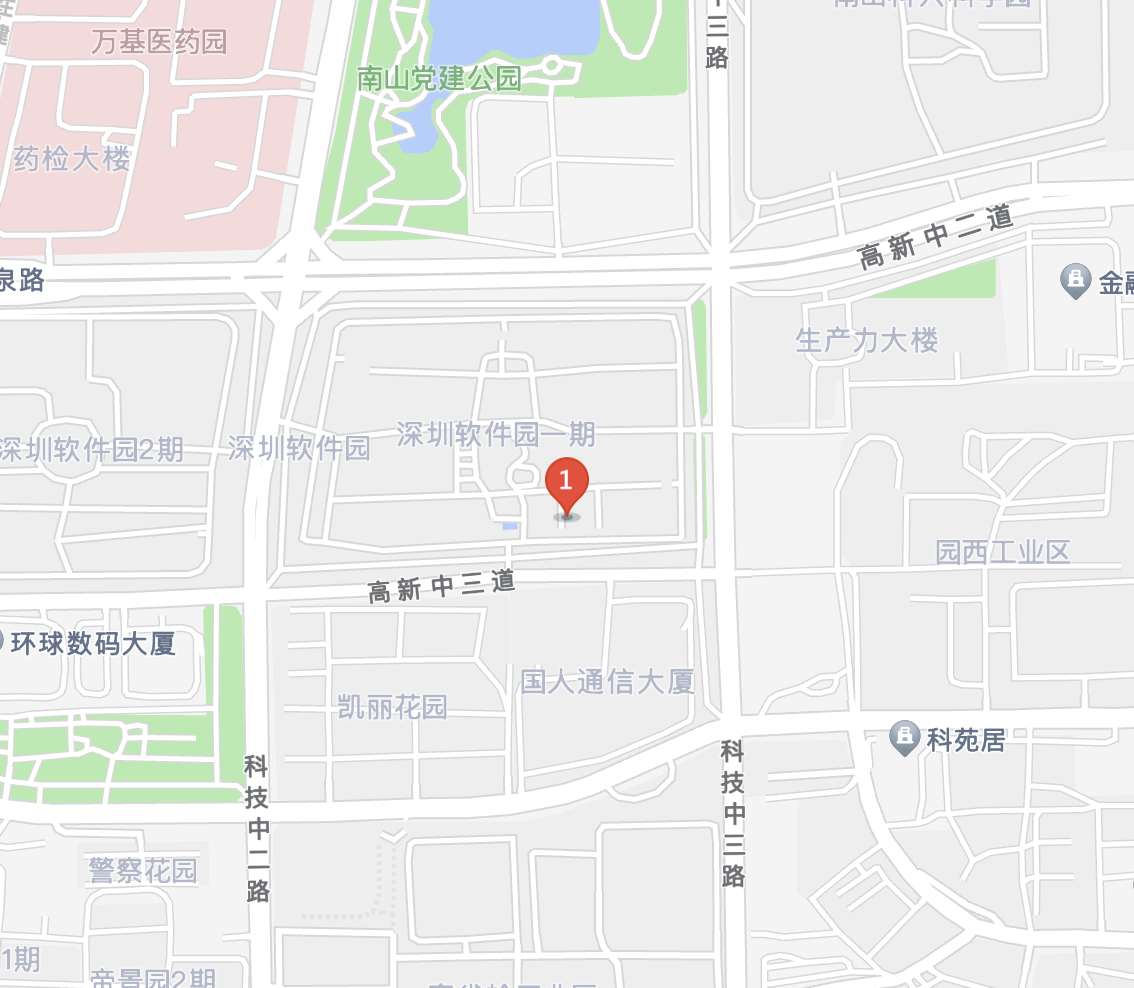 万基医药园
南山党建公园
三路
药检大楼
高新中二道
泉路
金融
生产力大楼
深圳软件园2期
深圳软件园
深圳软件园一期
1
园西工业区
高新中三道
环球数码大厦
国人通信大厦
凯丽花园
科苑居
科技中二路
科技中三路
警察花园
1期
帝景园2期